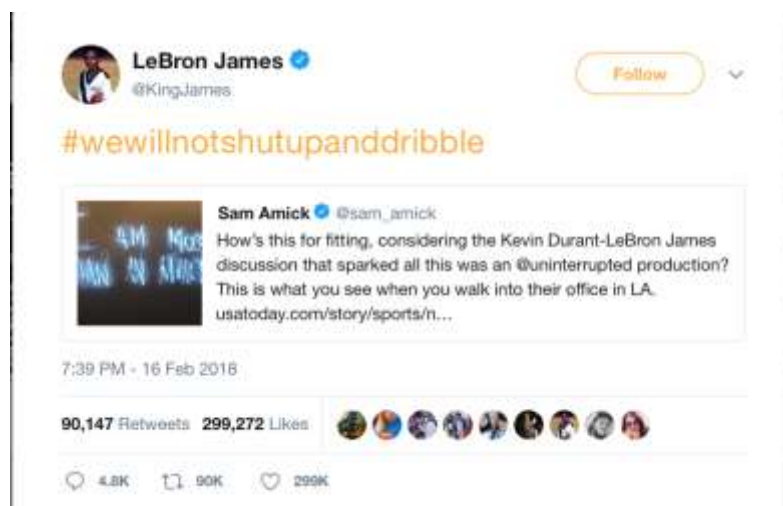 LeBron James
@KingJames
Follow
#wewillnotshutupanddribble
Sam Amick @sam_amick
How's this for fitting, considering the Kevin Durant-LeBron James
discussion that sparked all this was an @uninterrupted production?
This is what you see when you walk into their office in LA.
usatoday.com/story/sports/n...
AM
AN
7:39 PM - 16 Feb 2018
90,147 Retweets 299,272 Likes
4.8K 90K 299K